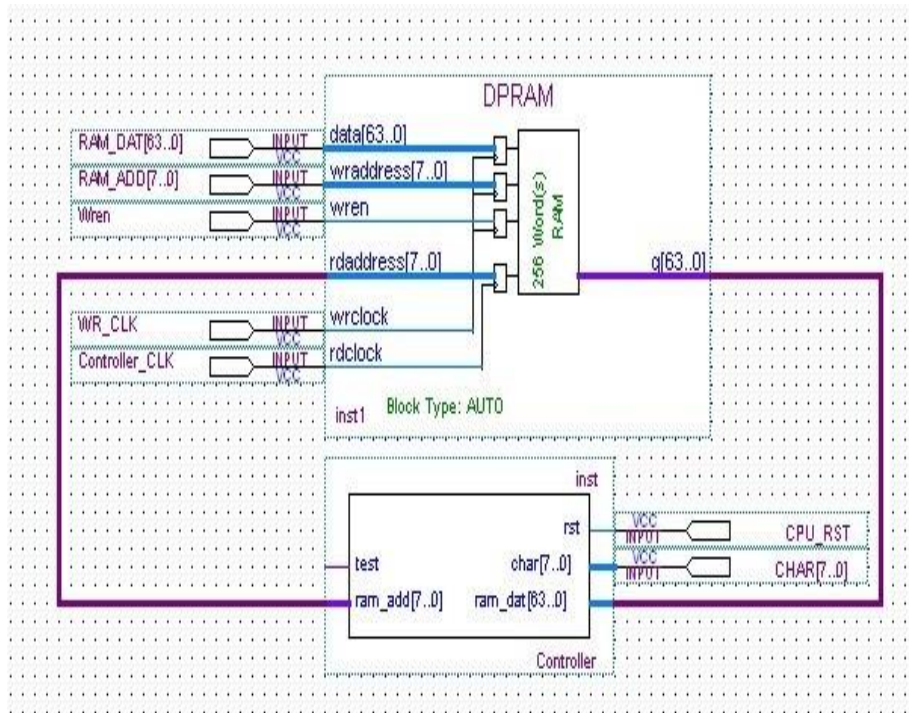 DPRAM
RAM_DAT[63..0] INPUT VCC data[63..0]
RAM_ADD[7..0] INPUT VCC wraddress[7..0]
Wren INPUT VCC wren
256 Word(s)
RAM
rdaddress[7..0] q[63..0]
WR_CLK INPUT VCC wrclock
Controller_CLK INPUT VCC rdclock
inst1 Block Type: AUTO
inst
rst VCC INPUT CPU_RST
test char[7..0] VCC INPUT CHAR[7..0]
ram_add[7..0] ram_dat[63..0]
Controller